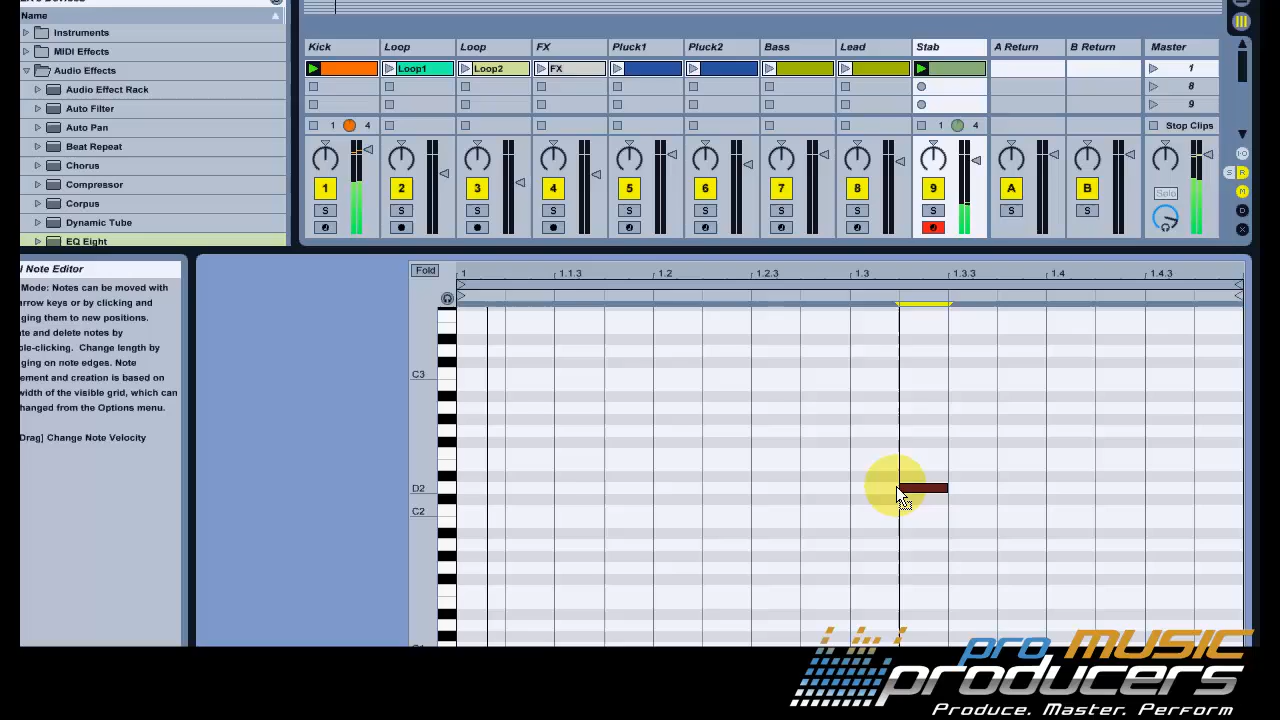 Name
Instruments
MIDI Effects
Audio Effects
Audio Effect Rack
Auto Filter
Auto Pan
Beat Repeat
Chorus
Compressor
Corpus
Dynamic Tube
EQ Eight
Kick Loop Loop FX Pluck1 Pluck2 Bass Lead Stab A Return B Return Master
Loop1 Loop2 FX 1
8
9
1 4 1 4 Stop Clips
1 2 3 4 5 6 7 8 9 A B Solo
S S S S S S S S S S S
I·O
S R
M
D
X
l Note Editor
Mode: Notes can be moved with
rrow keys or by clicking and
ging them to new positions.
te and delete notes by
ble-clicking. Change length by
ging on note edges. Note
ement and creation is based on
width of the visible grid, which can
hanged from the Options menu.
Drag] Change Note Velocity
Fold 1 1.1.3 1.2 1.2.3 1.3 1.3.3 1.4 1.4.3
C3
D2
C2
pro MUSIC
producers
Produce. Master. Perform